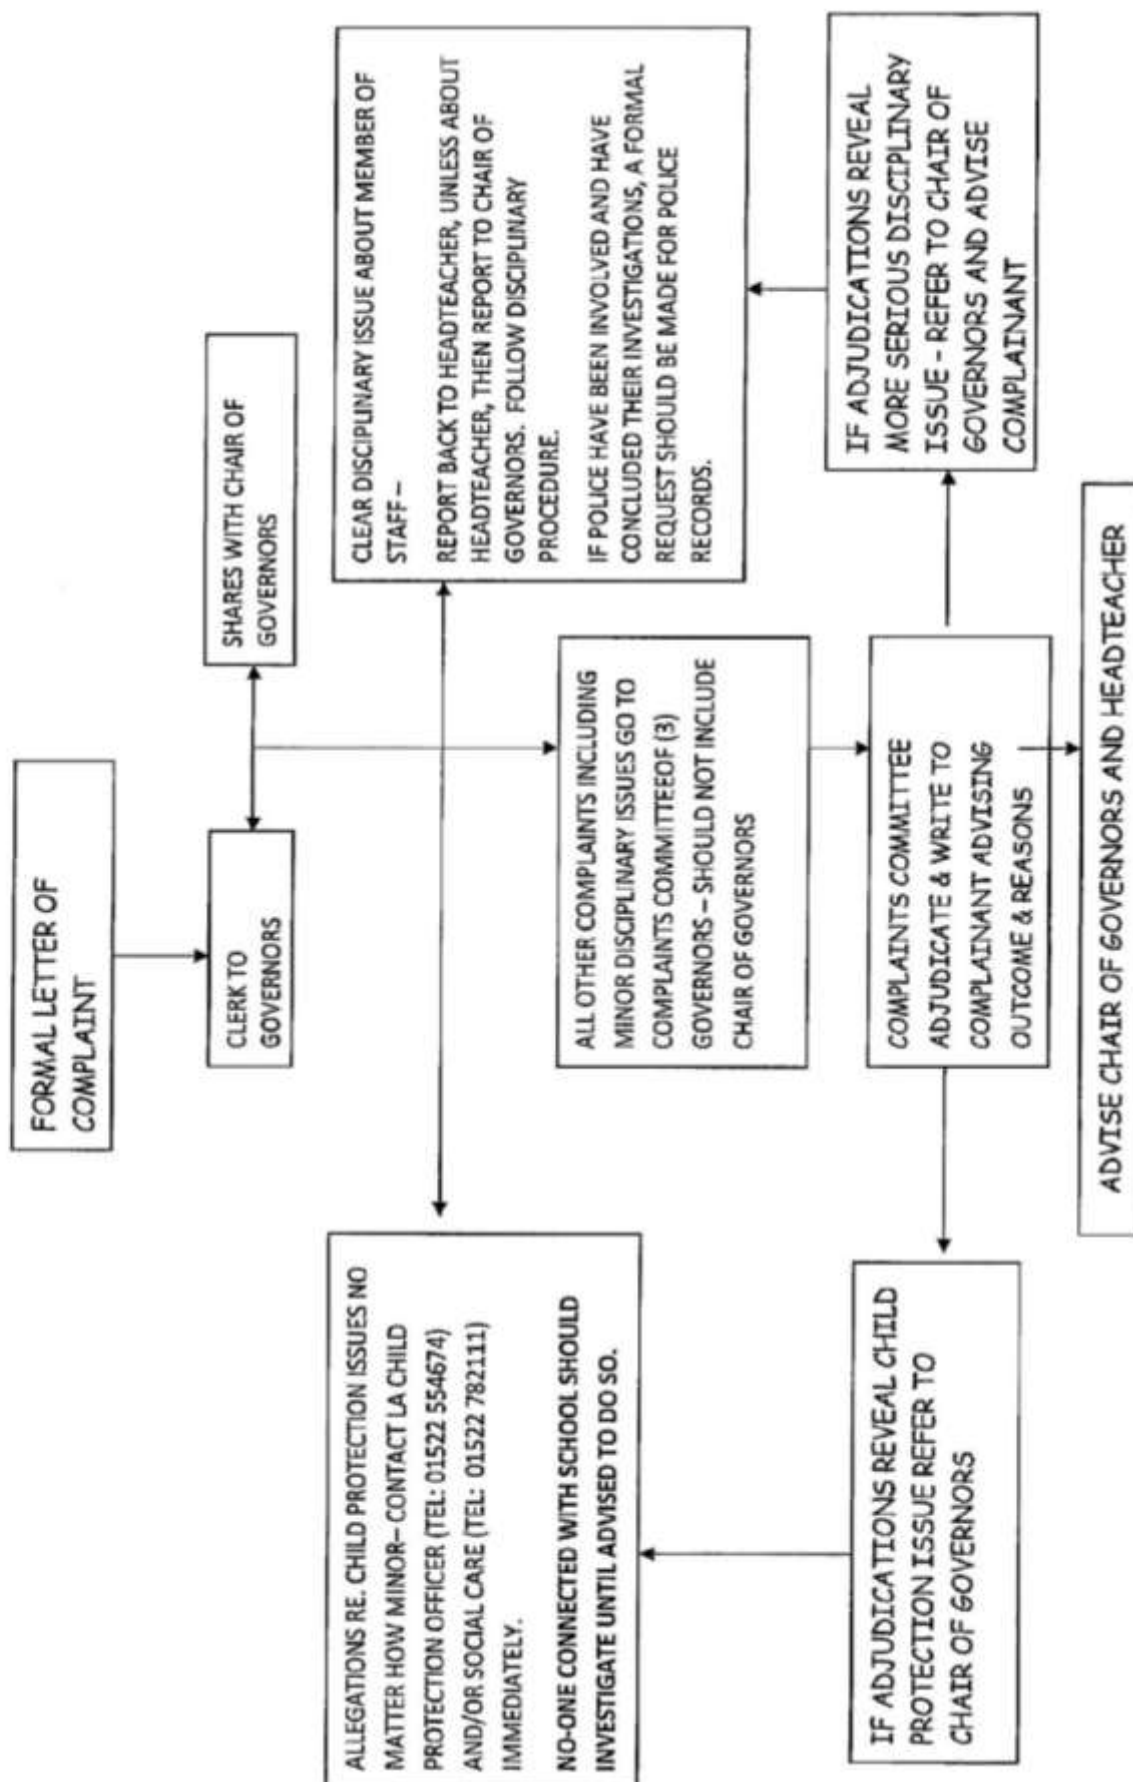 FORMAL LETTER OF
COMPLAINT
CLERK TO
GOVERNORS
SHARES WITH CHAIR OF
GOVERNORS
ALLEGATIONS RE. CHILD PROTECTION ISSUES NO
MATTER HOW MINOR– CONTACT LA CHILD
PROTECTION OFFICER (TEL: 01522 554674)
AND/OR SOCIAL CARE (TEL: 01522 782111)
IMMEDIATELY.
NO-ONE CONNECTED WITH SCHOOL SHOULD
INVESTIGATE UNTIL ADVISED TO DO SO.
CLEAR DISCIPLINARY ISSUE ABOUT MEMBER OF
STAFF –
REPORT BACK TO HEADTEACHER, UNLESS ABOUT
HEADTEACHER, THEN REPORT TO CHAIR OF
GOVERNORS. FOLLOW DISCIPLINARY
PROCEDURE.
IF POLICE HAVE BEEN INVOLVED AND HAVE
CONCLUDED THEIR INVESTIGATIONS, A FORMAL
REQUEST SHOULD BE MADE FOR POLICE
RECORDS.
ALL OTHER COMPLAINTS INCLUDING
MINOR DISCIPLINARY ISSUES GO TO
COMPLAINTS COMMITTEEOF (3)
GOVERNORS – SHOULD NOT INCLUDE
CHAIR OF GOVERNORS
IF ADJUDICATIONS REVEAL CHILD
PROTECTION ISSUE REFER TO
CHAIR OF GOVERNORS
COMPLAINTS COMMITTEE
ADJUDICATE & WRITE TO
COMPLAINANT ADVISING
OUTCOME & REASONS
IF ADJUDICATIONS REVEAL
MORE SERIOUS DISCIPLINARY
ISSUE - REFER TO CHAIR OF
GOVERNORS AND ADVISE
COMPLAINANT
ADVISE CHAIR OF GOVERNORS AND HEADTEACHER